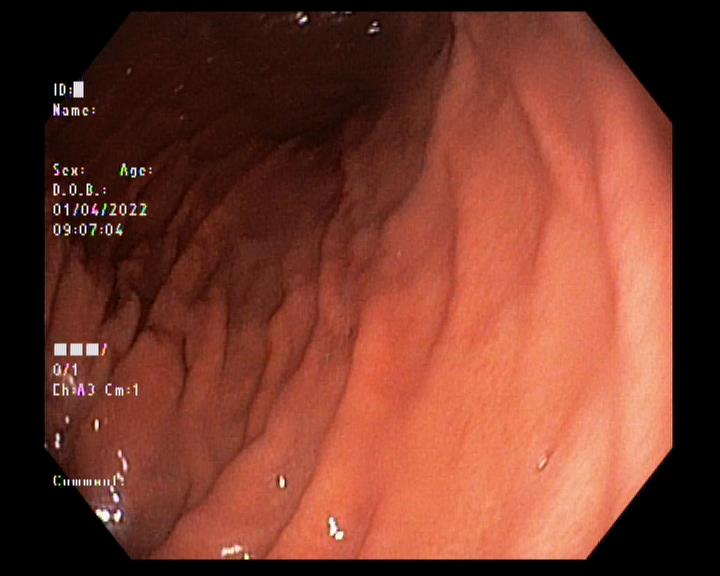 ID:
Name:
Sex: Age:
D.O.B.:
01/04/2022
09:07:04
/
0/1
Ch:A3 Cm:1
Comment: